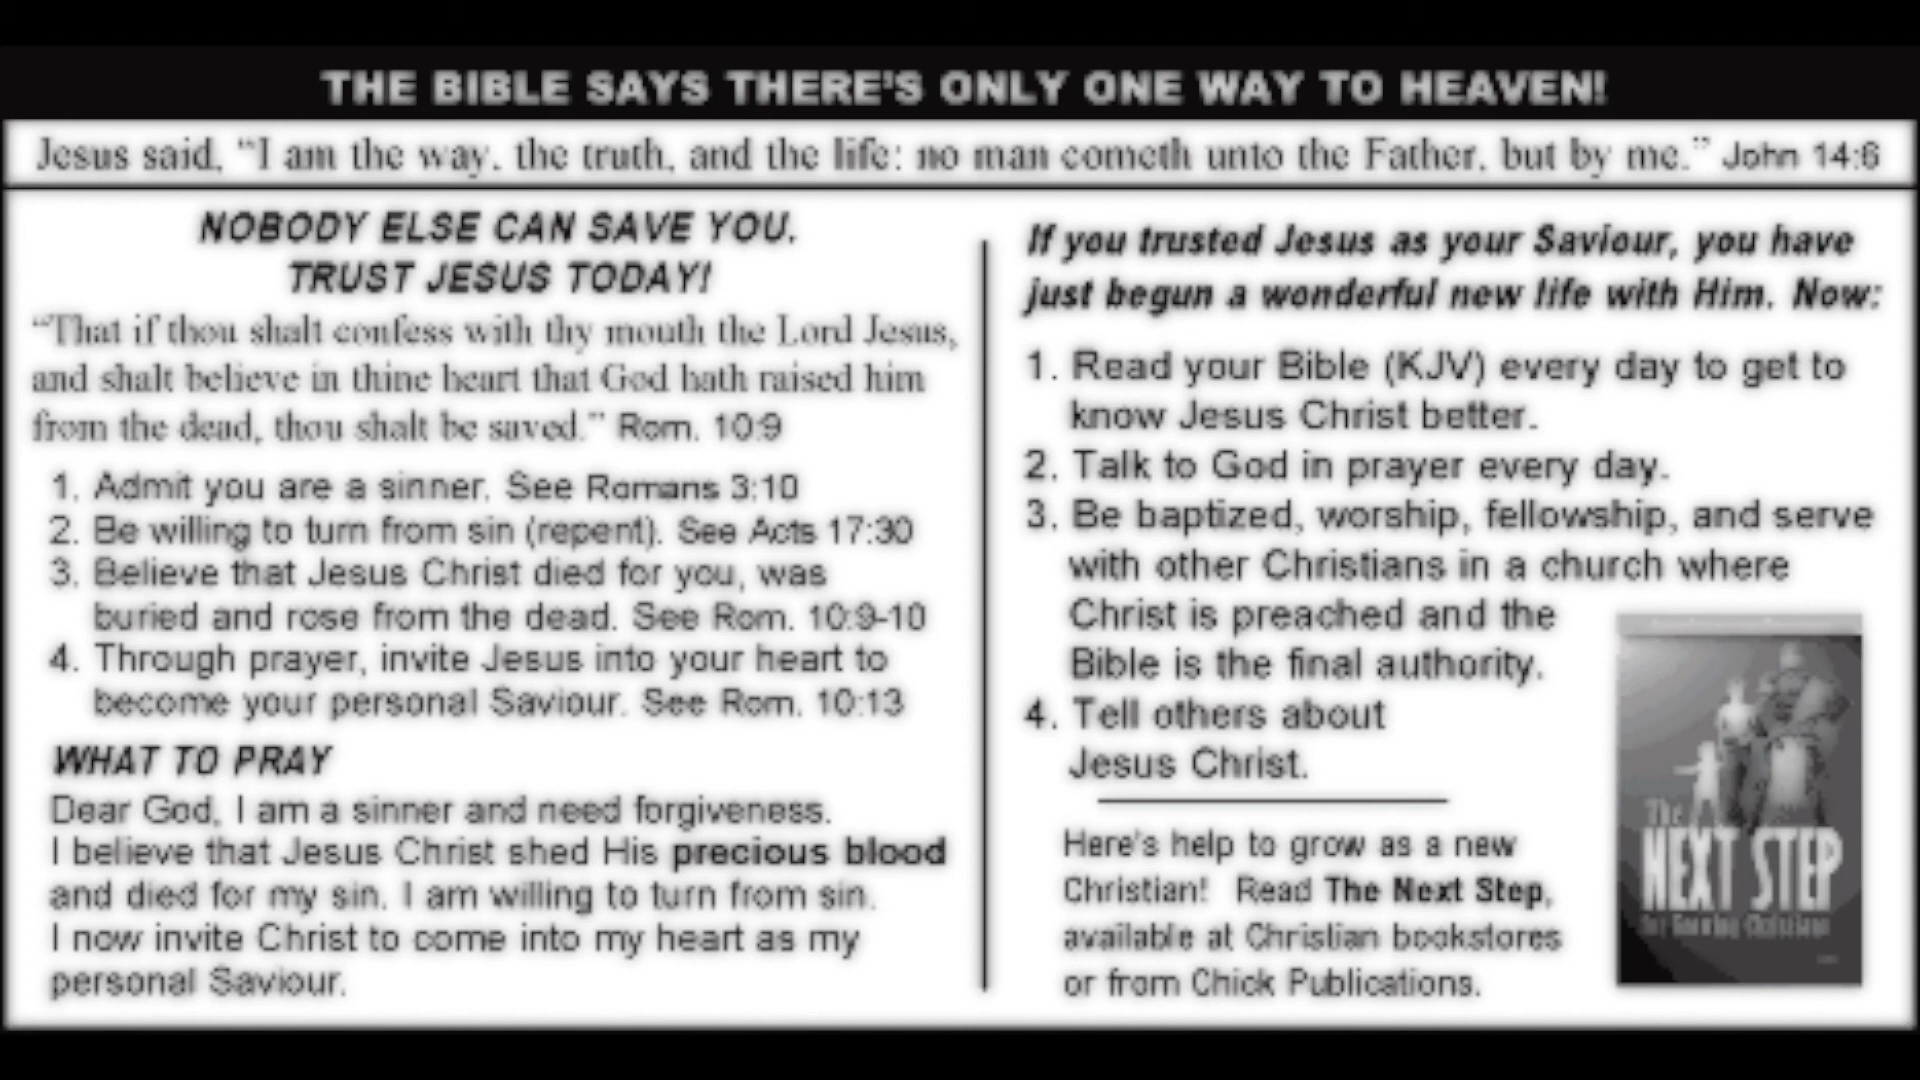 THE BIBLE SAYS THERE'S ONLY ONE WAY TO HEAVEN!
Jesus said, “I am the way, the truth, and the life: no man cometh unto the Father, but by me.” John 14:6
NOBODY ELSE CAN SAVE YOU.
TRUST JESUS TODAY!
“That if thou shalt confess with thy mouth the Lord Jesus,
and shalt believe in thine heart that God hath raised him
from the dead, thou shalt be saved.” Rom. 10:9
1. Admit you are a sinner. See Romans 3:10
2. Be willing to turn from sin (repent). See Acts 17:30
3. Believe that Jesus Christ died for you, was
buried and rose from the dead. See Rom. 10:9-10
4. Through prayer, invite Jesus into your heart to
become your personal Saviour. See Rom. 10:13
WHAT TO PRAY
Dear God, I am a sinner and need forgiveness.
I believe that Jesus Christ shed His precious blood
and died for my sin. I am willing to turn from sin.
I now invite Christ to come into my heart as my
personal Saviour.
If you trusted Jesus as your Saviour, you have
just begun a wonderful new life with Him. Now:
1. Read your Bible (KJV) every day to get to
know Jesus Christ better.
2. Talk to God in prayer every day.
3. Be baptized, worship, fellowship, and serve
with other Christians in a church where
Christ is preached and the
Bible is the final authority.
4. Tell others about
Jesus Christ.
Here's help to grow as a new
Christian! Read The Next Step,
available at Christian bookstores
or from Chick Publications.
The
NEXT STEP